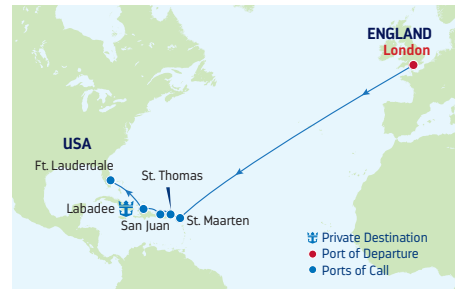 ENGLAND
London
USA
Ft. Lauderdale
St. Thomas
Labadee
San Juan
St. Maarten
Private Destination
Port of Departure
Ports of Call